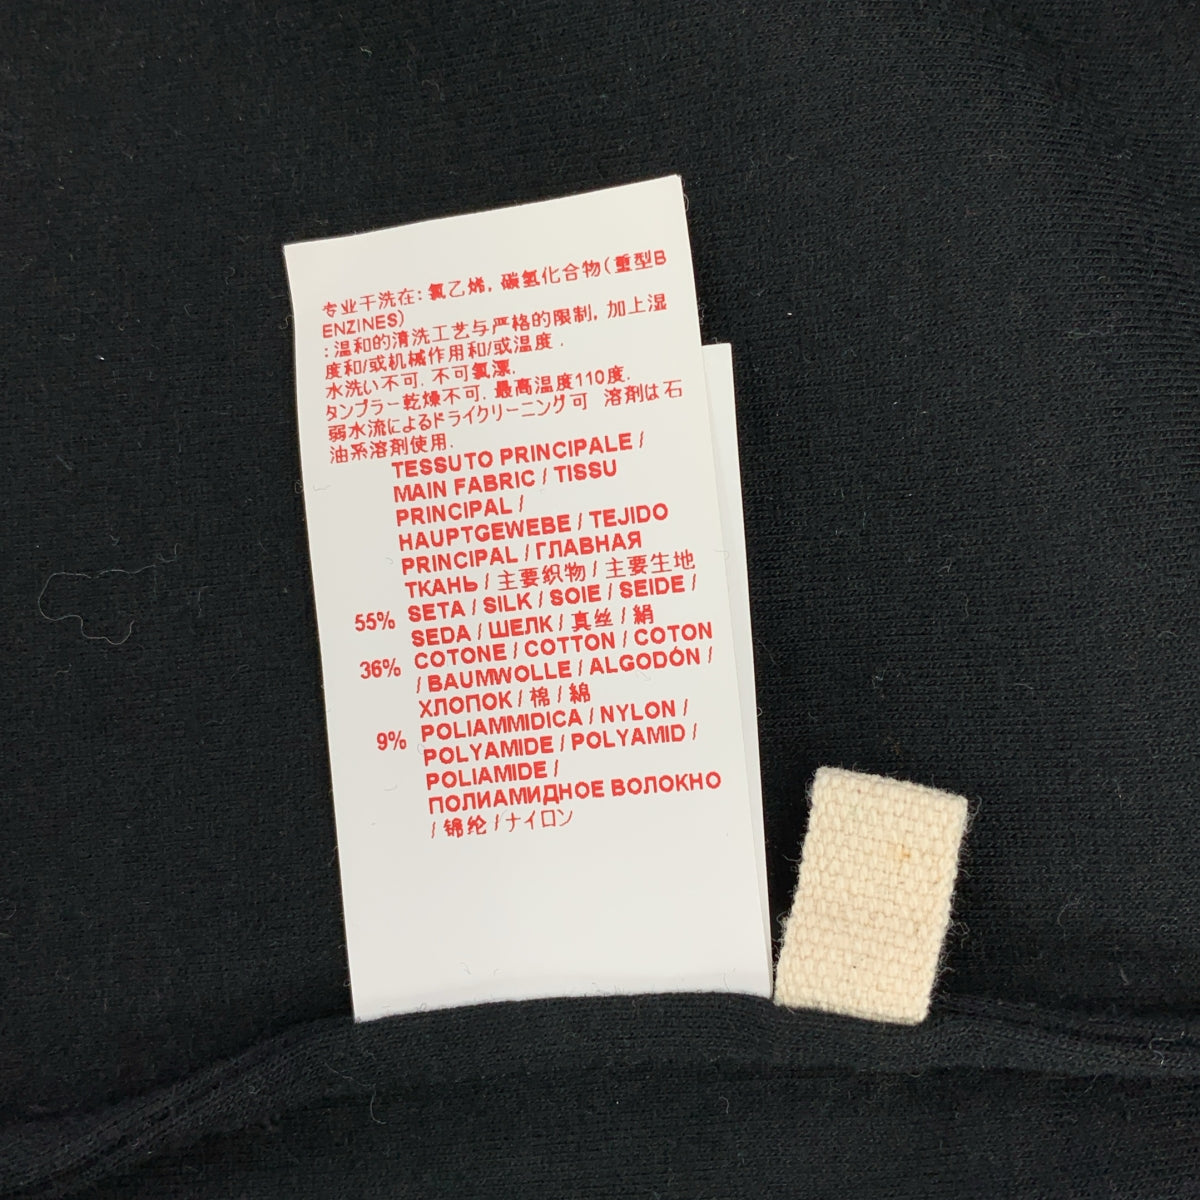 专业干洗在: 氯乙烯, 碳氢化合物(重型B
ENZINES)
: 温和的清洗工艺与严格的限制, 加上湿
度和/或机械作用和/或温度 .
水洗い不可. 不可氯漂.
タンブラー乾燥不可. 最高温度110度.
弱水流によるドライクリーニング可 溶剤は石
油系溶剤使用.
TESSUTO PRINCIPALE /
MAIN FABRIC / TISSU
PRINCIPAL /
HAUPTGEWEBE / TEJIDO
PRINCIPAL / ГЛАВНАЯ
ТКАНЬ / 主要织物 / 主要生地
55% SETA / SILK / SOIE / SEIDE /
SEDA / ШЕЛК / 真丝 / 絹
36% COTONE / COTTON / COTON
/ BAUMWOLLE / ALGODÓN /
ХЛОПОК / 棉 / 綿
9% POLIAMMIDICA / NYLON /
POLYAMIDE / POLYAMID /
POLIAMIDE /
ПОЛИАМИДНОЕ ВОЛОКНО
/ 锦纶 / ナイロン